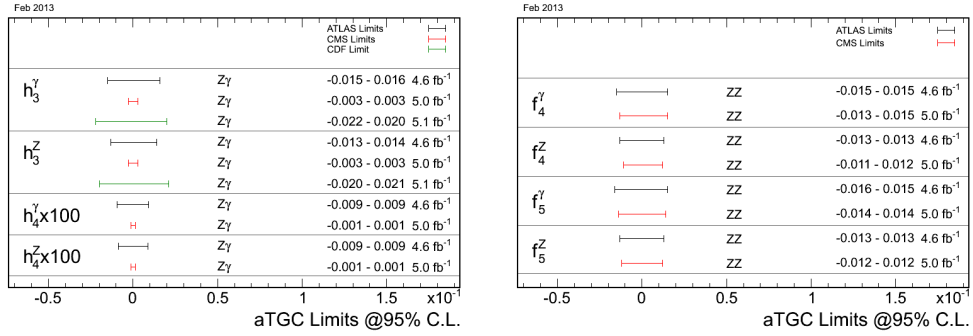 Feb 2013
ATLAS Limits
CMS Limits
CDF Limit
h₃^γ
Zγ -0.015 - 0.016 4.6 fb⁻¹
Zγ -0.003 - 0.003 5.0 fb⁻¹
Zγ -0.022 - 0.020 5.1 fb⁻¹
h₃^Z
Zγ -0.013 - 0.014 4.6 fb⁻¹
Zγ -0.003 - 0.003 5.0 fb⁻¹
Zγ -0.020 - 0.021 5.1 fb⁻¹
h₄^γx100
Zγ -0.009 - 0.009 4.6 fb⁻¹
Zγ -0.001 - 0.001 5.0 fb⁻¹
h₄^Zx100
Zγ -0.009 - 0.009 4.6 fb⁻¹
Zγ -0.001 - 0.001 5.0 fb⁻¹
-0.5 0 0.5 1 1.5 x10⁻¹
aTGC Limits @95% C.L.
Feb 2013
ATLAS Limits
CMS Limits
f₄^γ
ZZ -0.015 - 0.015 4.6 fb⁻¹
ZZ -0.013 - 0.015 5.0 fb⁻¹
f₄^Z
ZZ -0.013 - 0.013 4.6 fb⁻¹
ZZ -0.011 - 0.012 5.0 fb⁻¹
f₅^γ
ZZ -0.016 - 0.015 4.6 fb⁻¹
ZZ -0.014 - 0.014 5.0 fb⁻¹
f₅^Z
ZZ -0.013 - 0.013 4.6 fb⁻¹
ZZ -0.012 - 0.012 5.0 fb⁻¹
-0.5 0 0.5 1 1.5 x10⁻¹
aTGC Limits @95% C.L.